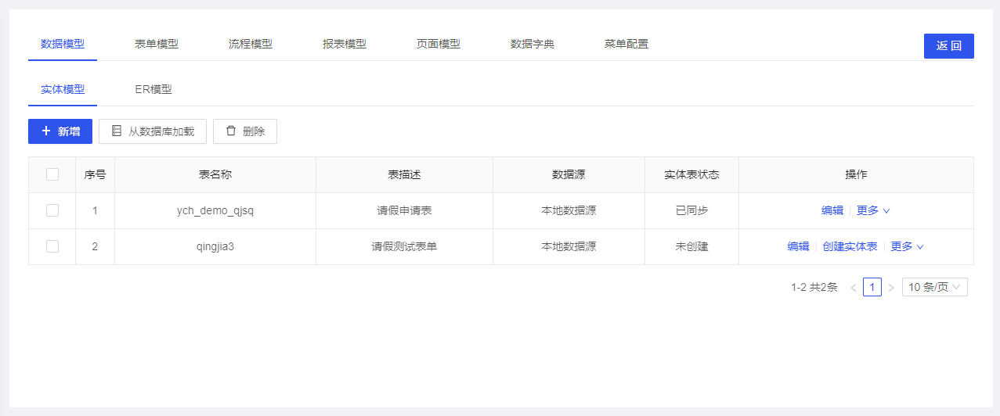 数据模型 表单模型 流程模型 报表模型 页面模型 数据字典 菜单配置 返 回
实体模型 ER模型
新增 从数据库加载 删除
序号 表名称 表描述 数据源 实体表状态 操作
1 ych_demo_qjsq 请假申请表 本地数据源 已同步 编辑 更多
2 qingjia3 请假测试表单 本地数据源 未创建 编辑 创建实体表 更多
1-2 共2条 < 1 > 10 条/页